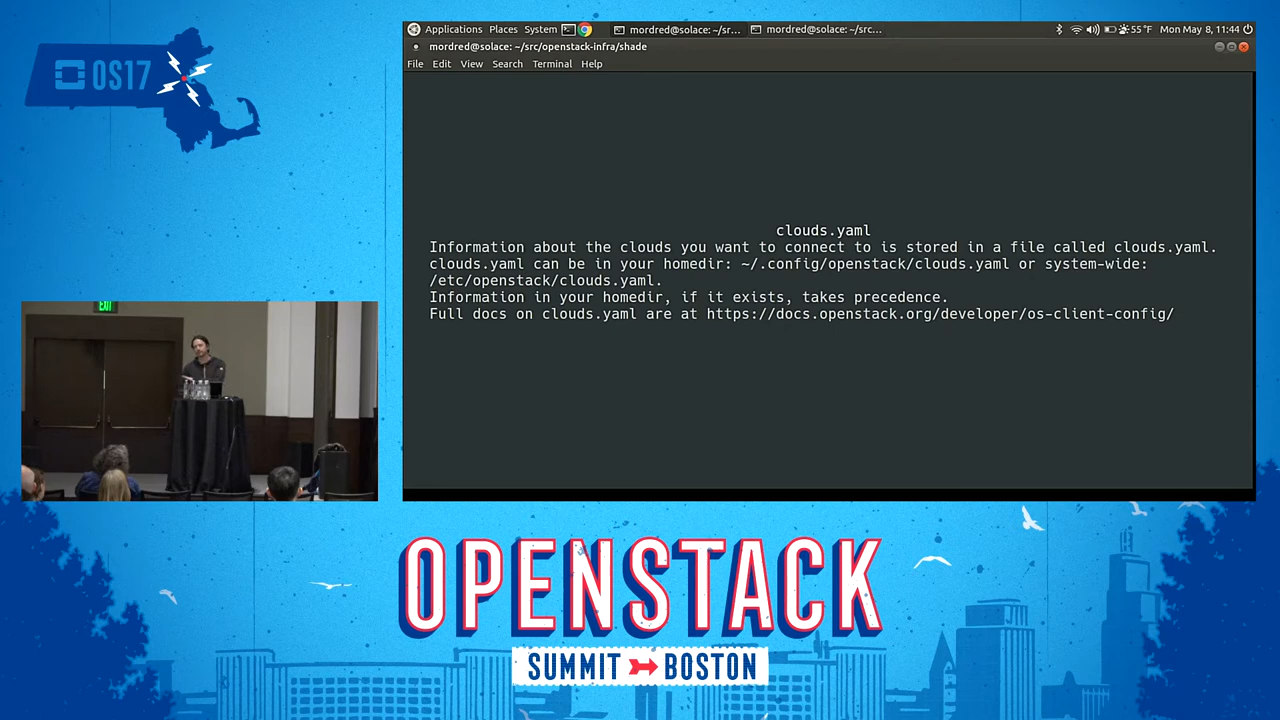 OS17
Applications Places System mordred@solace: ~/sr... mordred@solace: ~/src... 55 °F Mon May 8, 11:44
mordred@solace: ~/src/openstack-infra/shade
File Edit View Search Terminal Help
clouds.yaml
Information about the clouds you want to connect to is stored in a file called clouds.yaml.
clouds.yaml can be in your homedir: ~/.config/openstack/clouds.yaml or system-wide:
/etc/openstack/clouds.yaml.
Information in your homedir, if it exists, takes precedence.
Full docs on clouds.yaml are at https://docs.openstack.org/developer/os-client-config/
EXIT
OPENSTACK
SUMMIT BOSTON